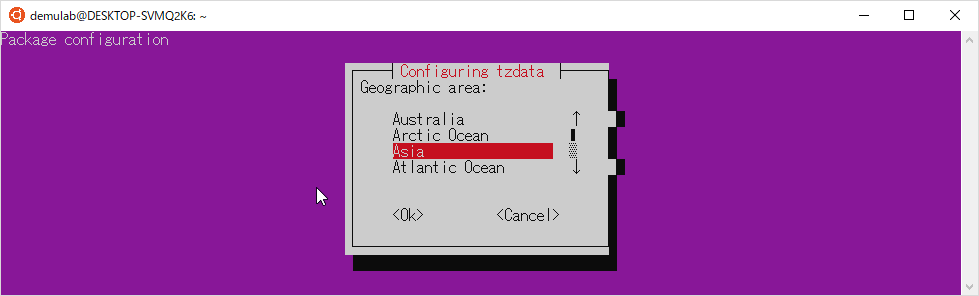 demulab@DESKTOP-SVMQ2K6: ~
Package configuration
Configuring tzdata
Geographic area:
Australia
Arctic Ocean
Asia
Atlantic Ocean
<Ok> <Cancel>